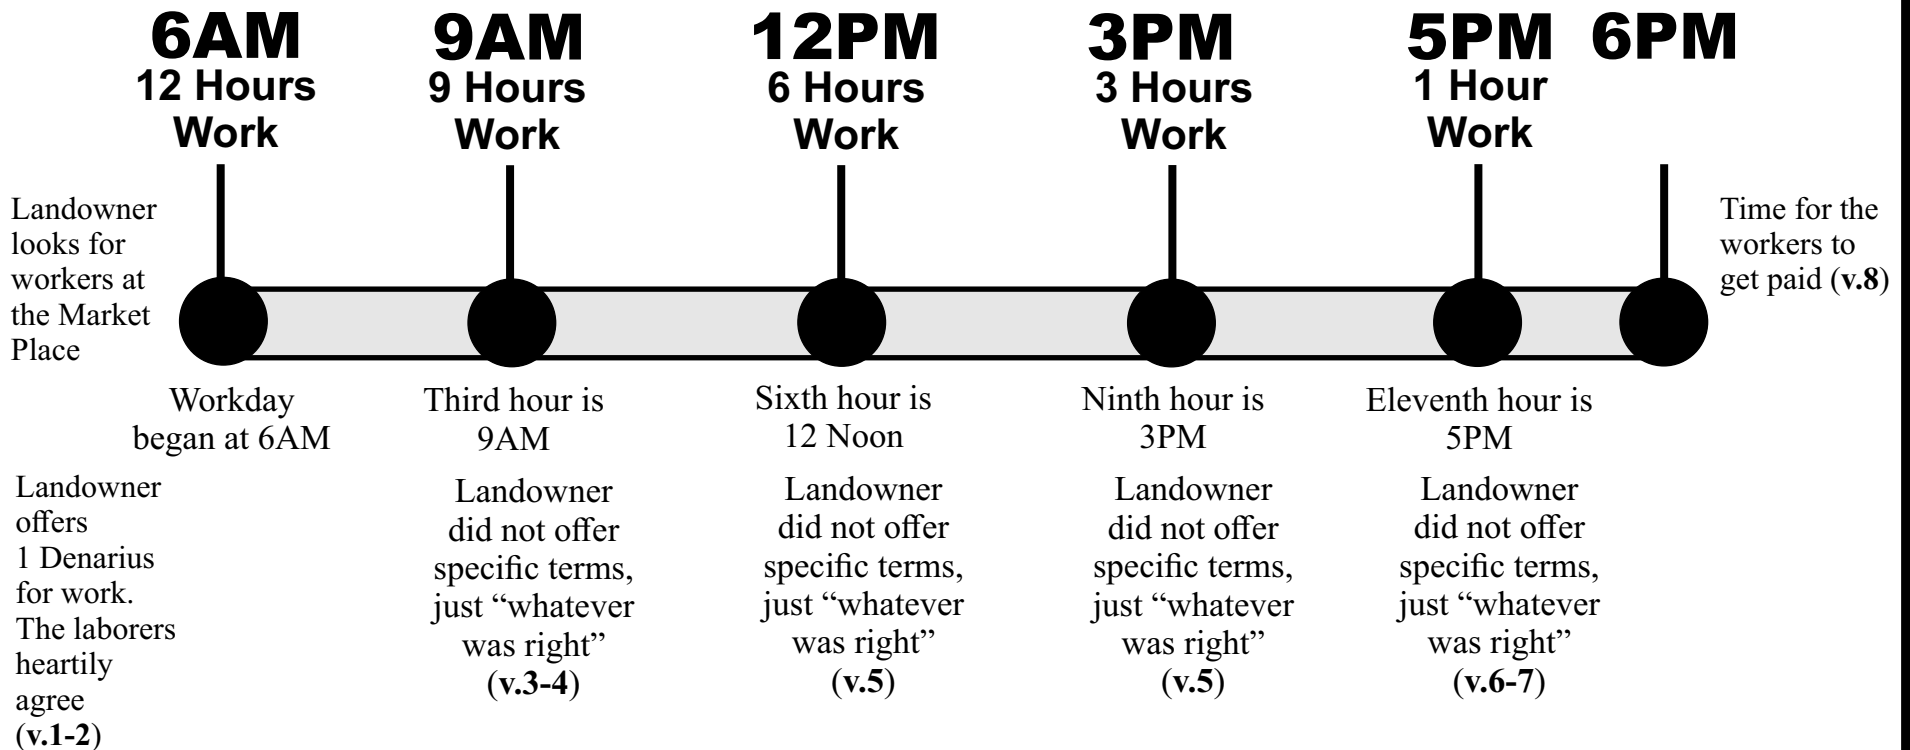 6AM
12 Hours
Work
9AM
9 Hours
Work
12PM
6 Hours
Work
3PM
3 Hours
Work
5PM
1 Hour
Work
6PM
Landowner
looks for
workers at
the Market
Place
Time for the
workers to
get paid (v.8)
Workday
began at 6AM
Third hour is
9AM
Sixth hour is
12 Noon
Ninth hour is
3PM
Eleventh hour is
5PM
Landowner
offers
1 Denarius
for work.
The laborers
heartily
agree
(v.1-2)
Landowner
did not offer
specific terms,
just “whatever
was right”
(v.3-4)
Landowner
did not offer
specific terms,
just “whatever
was right”
(v.5)
Landowner
did not offer
specific terms,
just “whatever
was right”
(v.5)
Landowner
did not offer
specific terms,
just “whatever
was right”
(v.6-7)